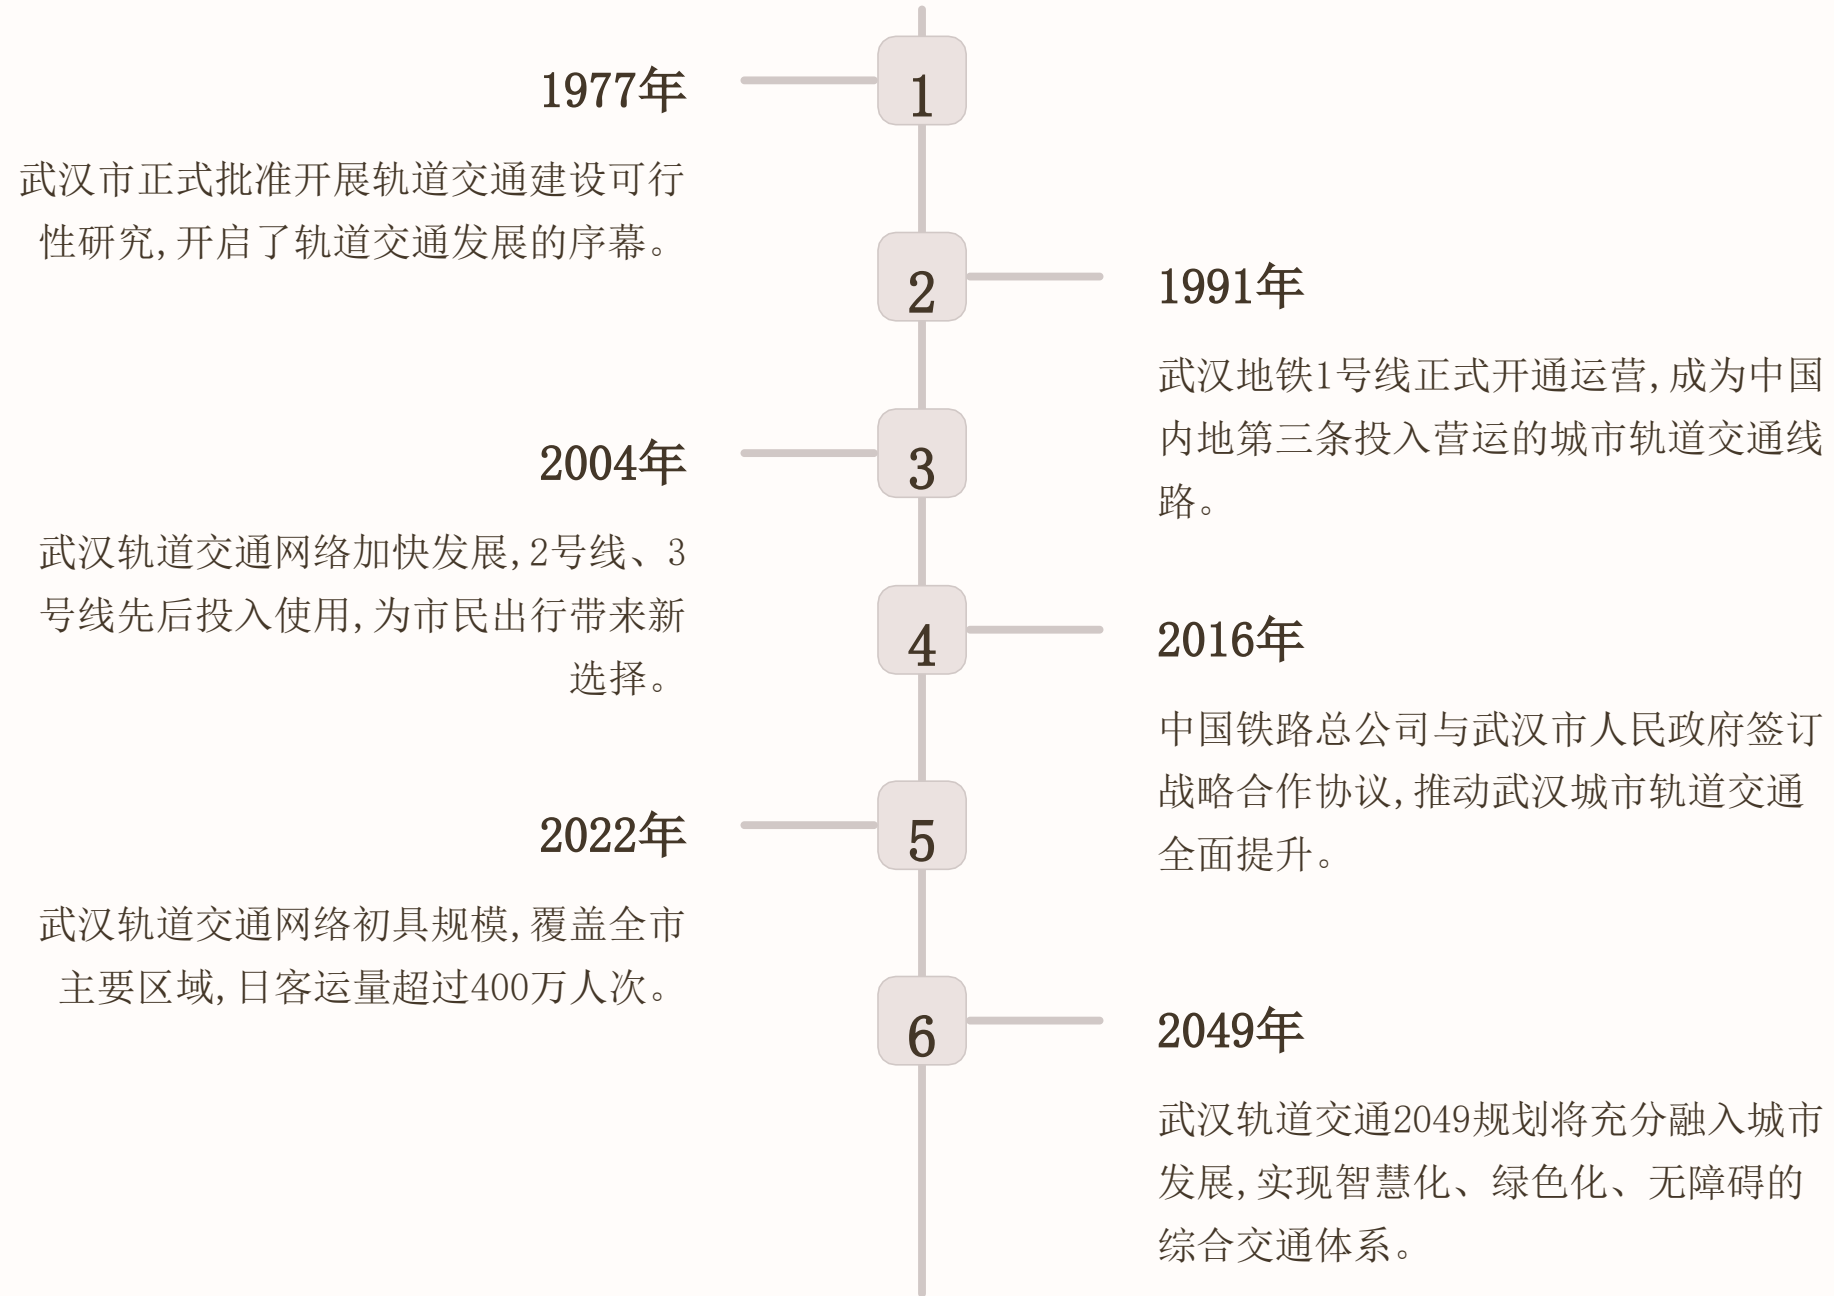 1
1977年
武汉市正式批准开展轨道交通建设可行
性研究,开启了轨道交通发展的序幕。
2
1991年
武汉地铁1号线正式开通运营,成为中国
内地第三条投入营运的城市轨道交通线
路。
3
2004年
武汉轨道交通网络加快发展,2号线、3
号线先后投入使用,为市民出行带来新
选择。
4
2016年
中国铁路总公司与武汉市人民政府签订
战略合作协议,推动武汉城市轨道交通
全面提升。
5
2022年
武汉轨道交通网络初具规模,覆盖全市
主要区域,日客运量超过400万人次。
6
2049年
武汉轨道交通2049规划将充分融入城市
发展,实现智慧化、绿色化、无障碍的
综合交通体系。